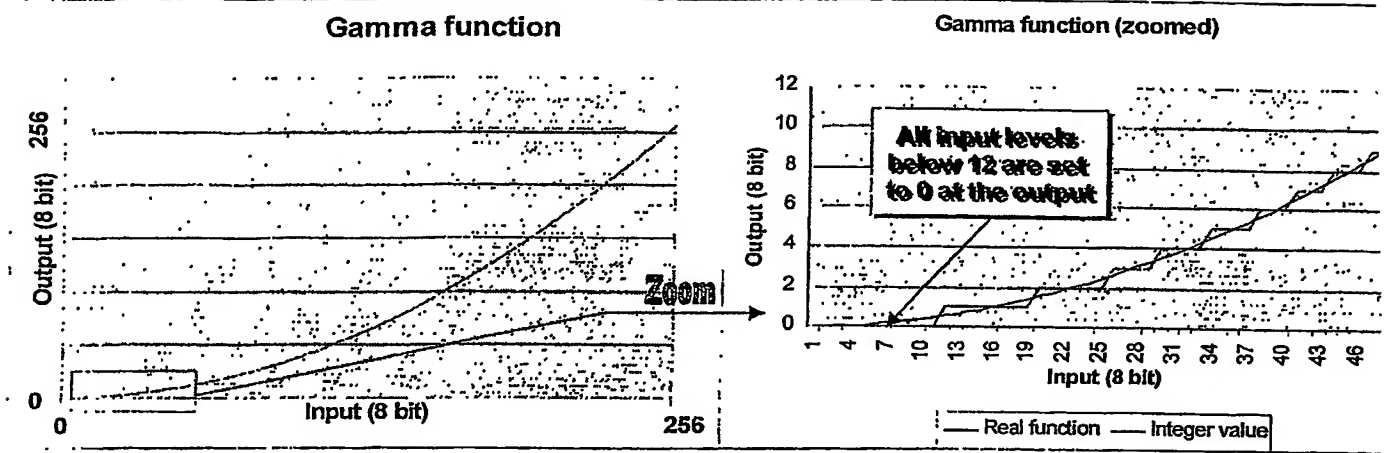 Gamma function
256
Output (8 bit)
0
0
Input (8 bit)
256
Zoom
Gamma function (zoomed)
12
10
8
6
4
2
0
Output (8 bit)
All input levels
below 12 are set
to 0 at the output
1 4 7 10 13 16 19 22 25 28 31 34 37 40 43 46
Input (8 bit)
Real function Integer value